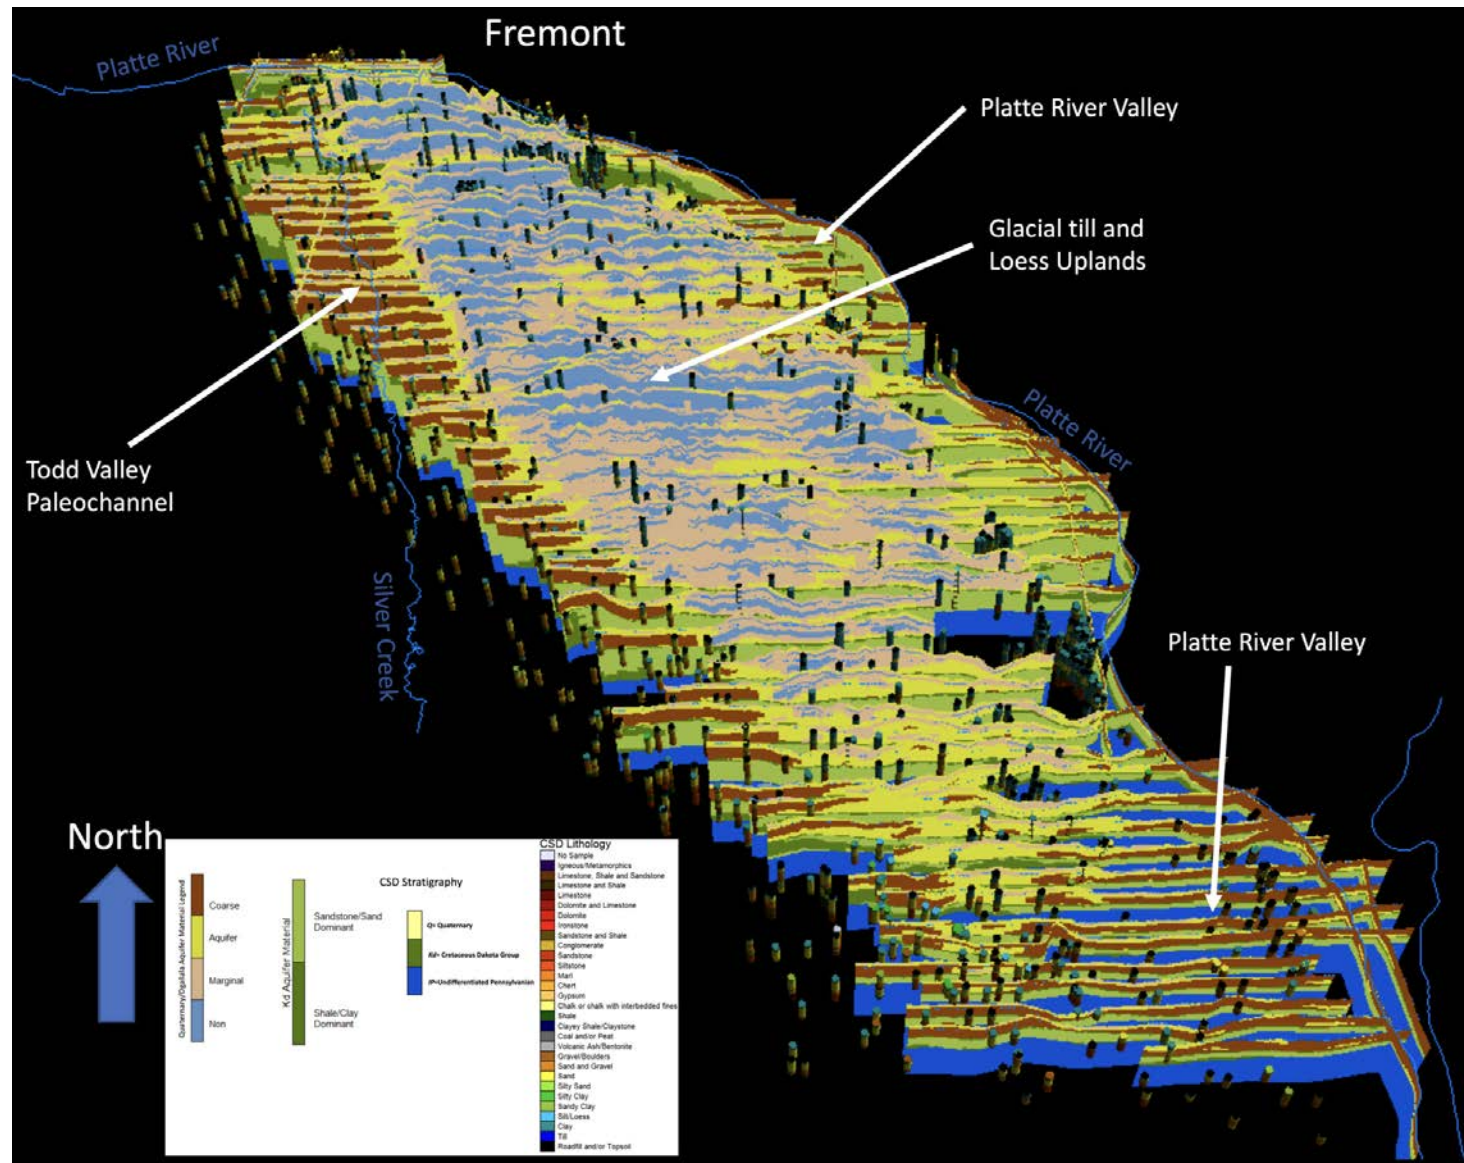 Fremont
Platte River
Platte River Valley
Glacial till and
Loess Uplands
Platte River
Todd Valley
Paleochannel
Silver Creek
Platte River Valley
North
Quaternary/Ogallala Aquifer Material Legend
Coarse
Aquifer
Marginal
Non
Kd Aquifer Material
Sandstone/Sand
Dominant
Shale/Clay
Dominant
CSD Stratigraphy
Q= Quaternary
Kd= Cretaceous Dakota Group
IP=Undifferentiated Pennsylvanian
CSD Lithology
No Sample
Igneous/Metamorphics
Limestone, Shale and Sandstone
Limestone and Shale
Limestone
Dolomite and Limestone
Dolomite
Ironstone
Sandstone and Shale
Conglomerate
Sandstone
Siltstone
Marl
Chert
Gypsum
Chalk or chalk with interbedded fines
Shale
Clayey Shale/Claystone
Coal and/or Peat
Volcanic Ash/Bentonite
Gravel/Boulders
Sand and Gravel
Sand
Silty Sand
Silty Clay
Sandy Clay
Silt/Loess
Clay
Till
Roadfill and/or Topsoil